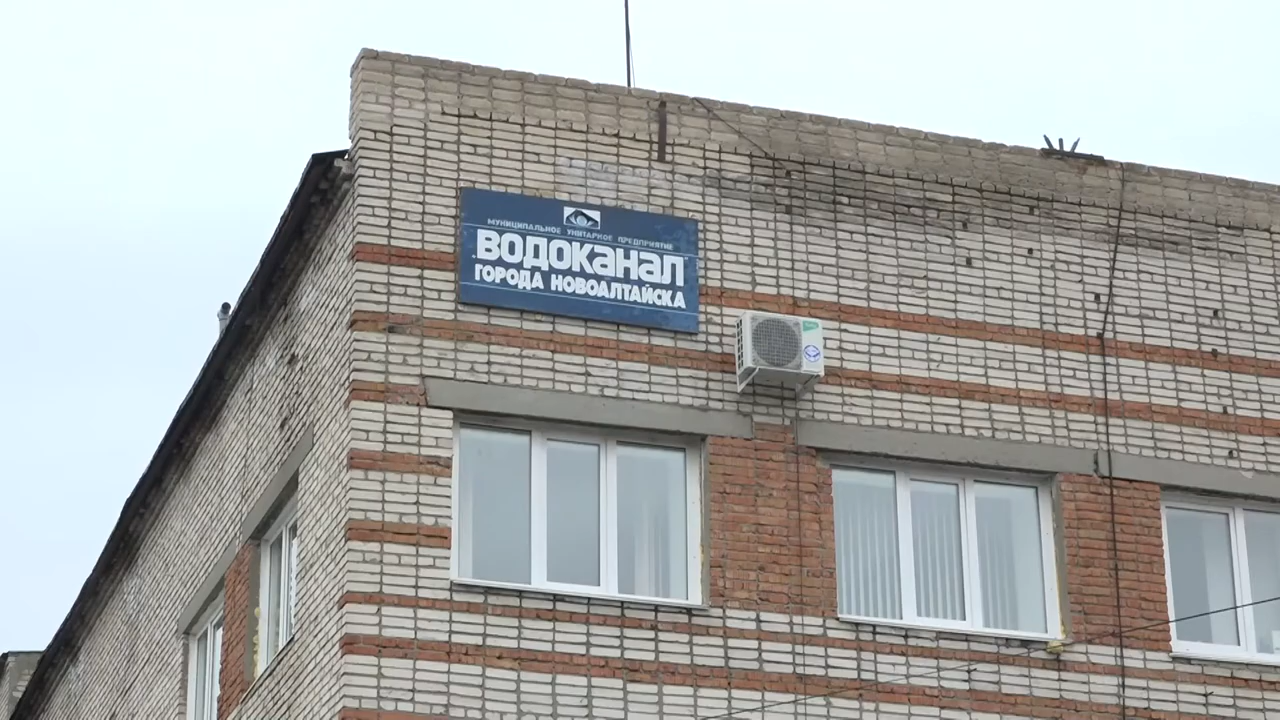 МУНИЦИПАЛЬНОЕ УНИТАРНОЕ ПРЕДПРИЯТИЕ
"ВОДОКАНАЛ"
ГОРОДА НОВОАЛТАЙСКА